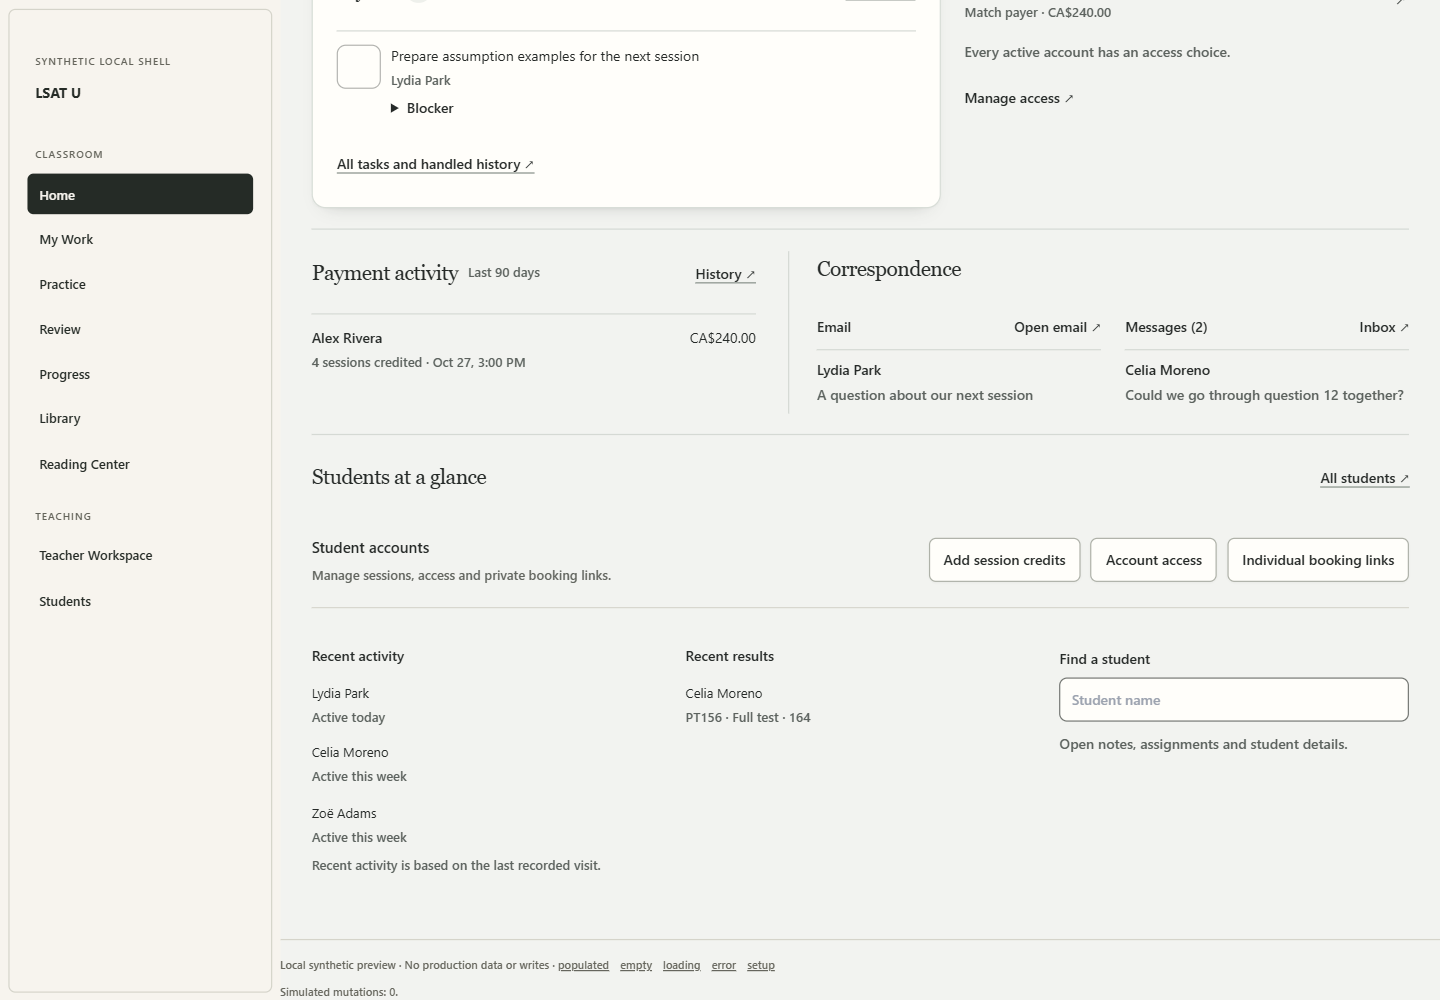 SYNTHETIC LOCAL SHELL
LSAT U
CLASSROOM
Home
My Work
Practice
Review
Progress
Library
Reading Center
TEACHING
Teacher Workspace
Students
Prepare assumption examples for the next session
Lydia Park
▶ Blocker
All tasks and handled history ↗
Match payer · CA$240.00
Every active account has an access choice.
Manage access ↗
Payment activity Last 90 days
History ↗
Alex Rivera CA$240.00
4 sessions credited · Oct 27, 3:00 PM
Correspondence
Email Open email ↗
Lydia Park
A question about our next session
Messages (2) Inbox ↗
Celia Moreno
Could we go through question 12 together?
Students at a glance
All students ↗
Student accounts
Manage sessions, access and private booking links.
Add session credits
Account access
Individual booking links
Recent activity
Lydia Park
Active today
Celia Moreno
Active this week
Zoë Adams
Active this week
Recent activity is based on the last recorded visit.
Recent results
Celia Moreno
PT156 · Full test · 164
Find a student
Student name
Open notes, assignments and student details.
Local synthetic preview · No production data or writes · populated empty loading error setup
Simulated mutations: 0.